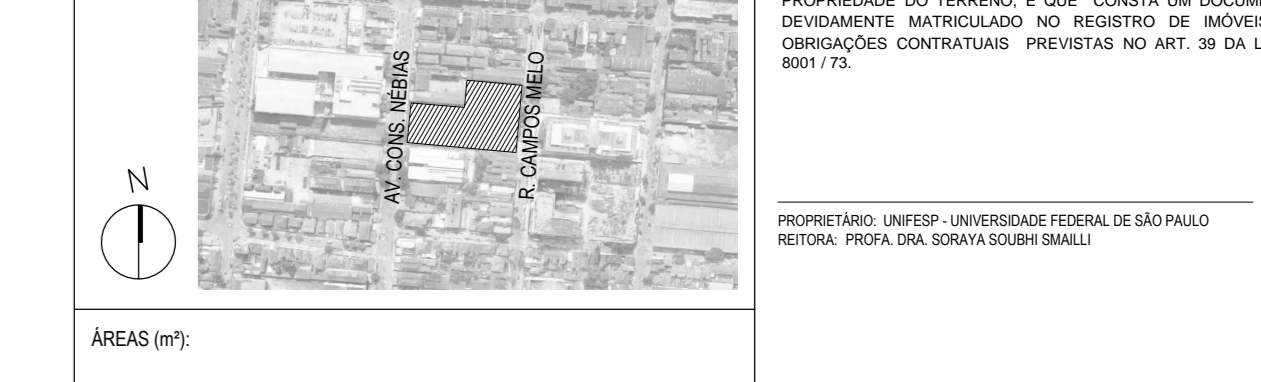 AV. CONS. NÉBIAS
R. CAMPOS MELO
N
ÁREAS (m²):
PROPRIEDADE DO TERRENO, E QUE CONSTA UM DOCUM
DEVIDAMENTE MATRICULADO NO REGISTRO DE IMÓVEIS
OBRIGAÇÕES CONTRATUAIS PREVISTAS NO ART. 39 DA L
8001 / 73.
PROPRIETÁRIO: UNIFESP - UNIVERSIDADE FEDERAL DE SÃO PAULO
REITORA: PROFA. DRA. SORAYA SOUBHI SMAILLI